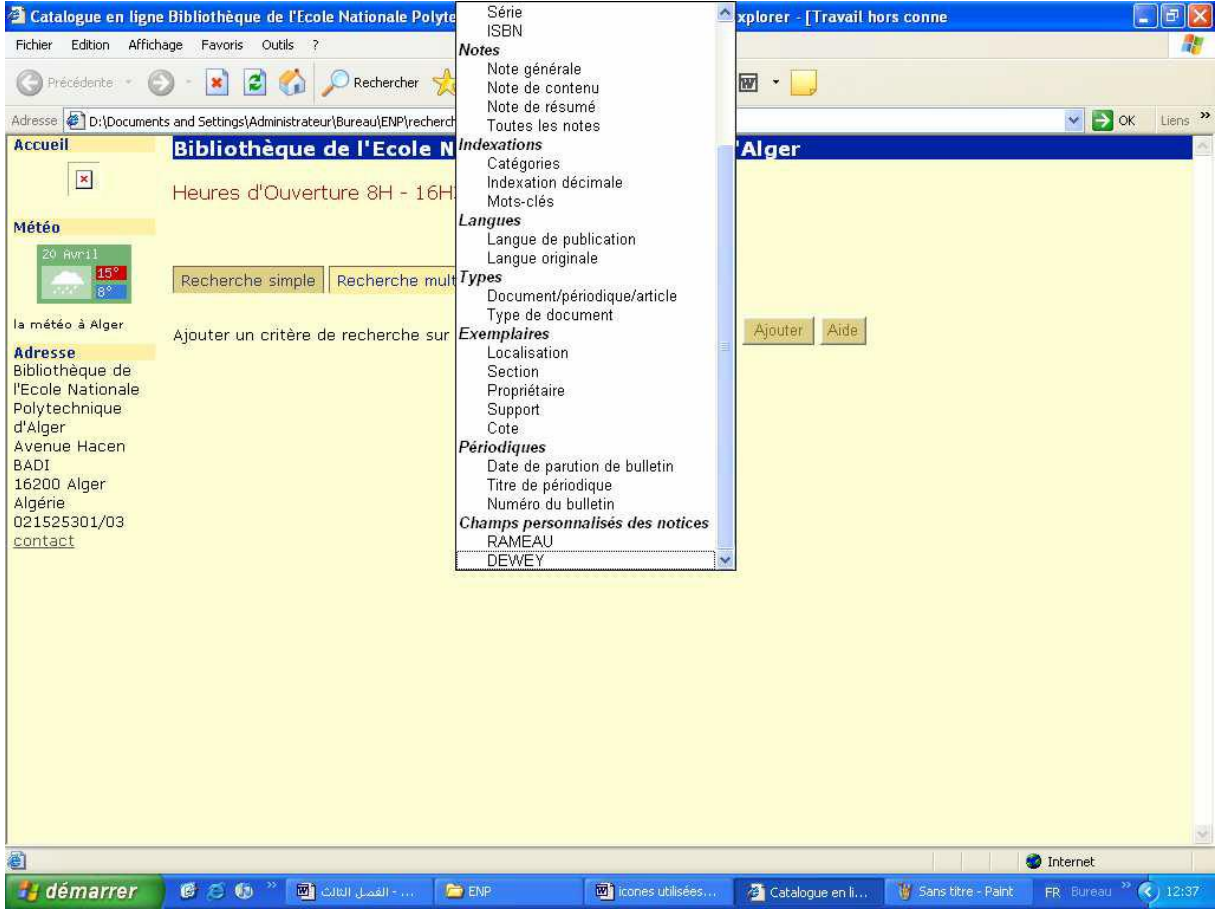 Catalogue en ligne Bibliothèque de l'Ecole Nationale Polyte xplorer - [Travail hors conne
Fichier Edition Affichage Favoris Outils ?
Précédente Rechercher
Adresse D:\Documents and Settings\Administrateur\Bureau\ENP\recherch OK Liens »
Accueil
Météo
20 Avril
15°
8°
la météo à Alger
Adresse
Bibliothèque de
l'Ecole Nationale
Polytechnique
d'Alger
Avenue Hacen
BADI
16200 Alger
Algérie
021525301/03
contact
Bibliothèque de l'Ecole N 'Alger
Heures d'Ouverture 8H - 16H
Recherche simple Recherche mult
Ajouter un critère de recherche sur Ajouter Aide
Série
ISBN
Notes
Note générale
Note de contenu
Note de résumé
Toutes les notes
Indexations
Catégories
Indexation décimale
Mots-clés
Langues
Langue de publication
Langue originale
Types
Document/périodique/article
Type de document
Exemplaires
Localisation
Section
Propriétaire
Support
Cote
Périodiques
Date de parution de bulletin
Titre de périodique
Numéro du bulletin
Champs personnalisés des notices
RAMEAU
DEWEY
Internet
démarrer » الفصل الثالث - ... ENP icones utilisées... Catalogue en li... Sans titre - Paint FR Bureau » 12:37